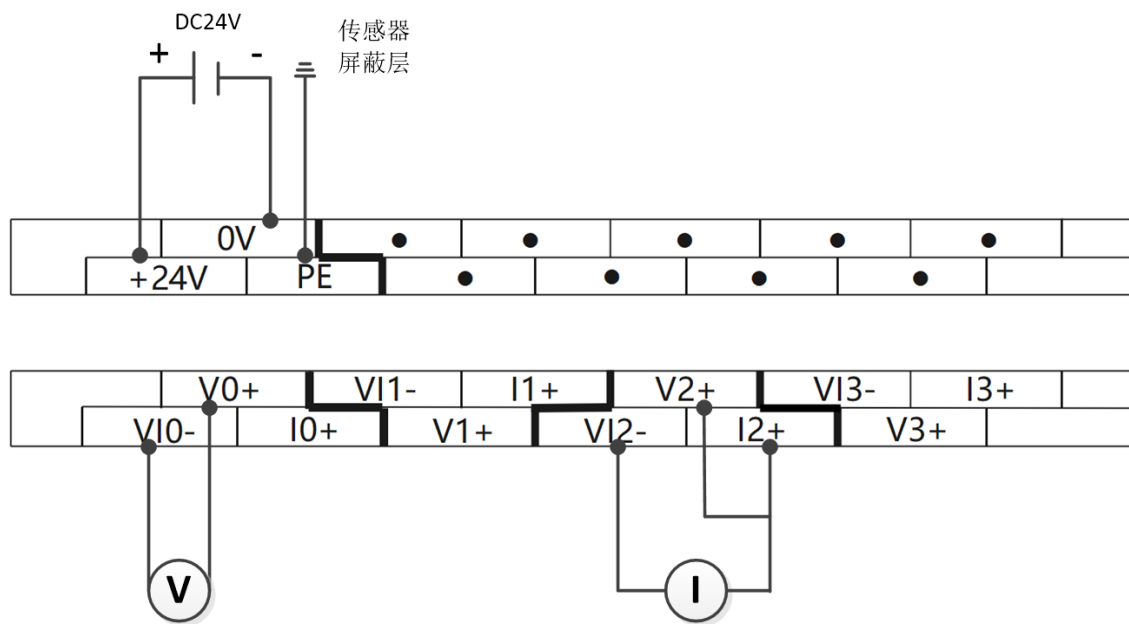 DC24V
+ -
传感器
屏蔽层
0V
+24V PE
V0+ VI1- I1+ V2+ VI3- I3+
VI0- I0+ V1+ VI2- I2+ V3+
V I